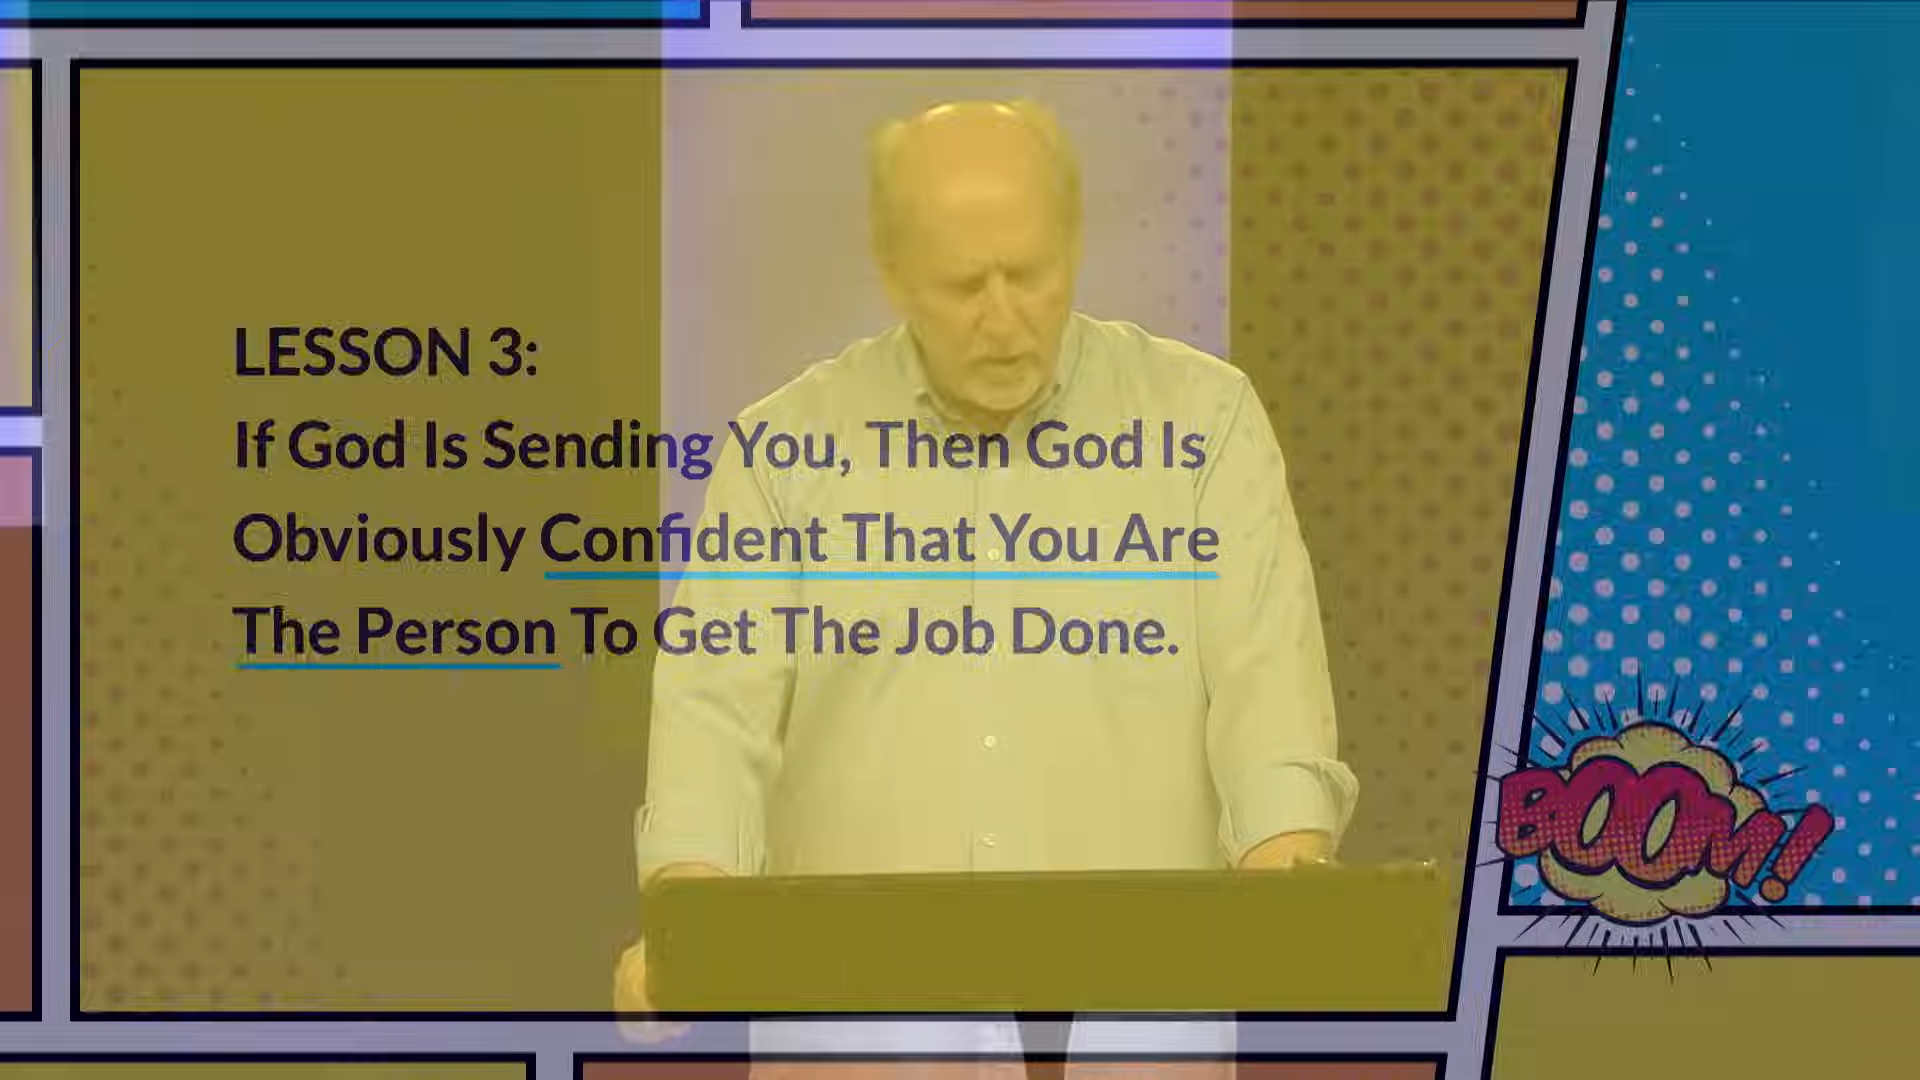 LESSON 3:
If God Is Sending You, Then God Is
Obviously Confident That You Are
The Person To Get The Job Done.
BOOM!